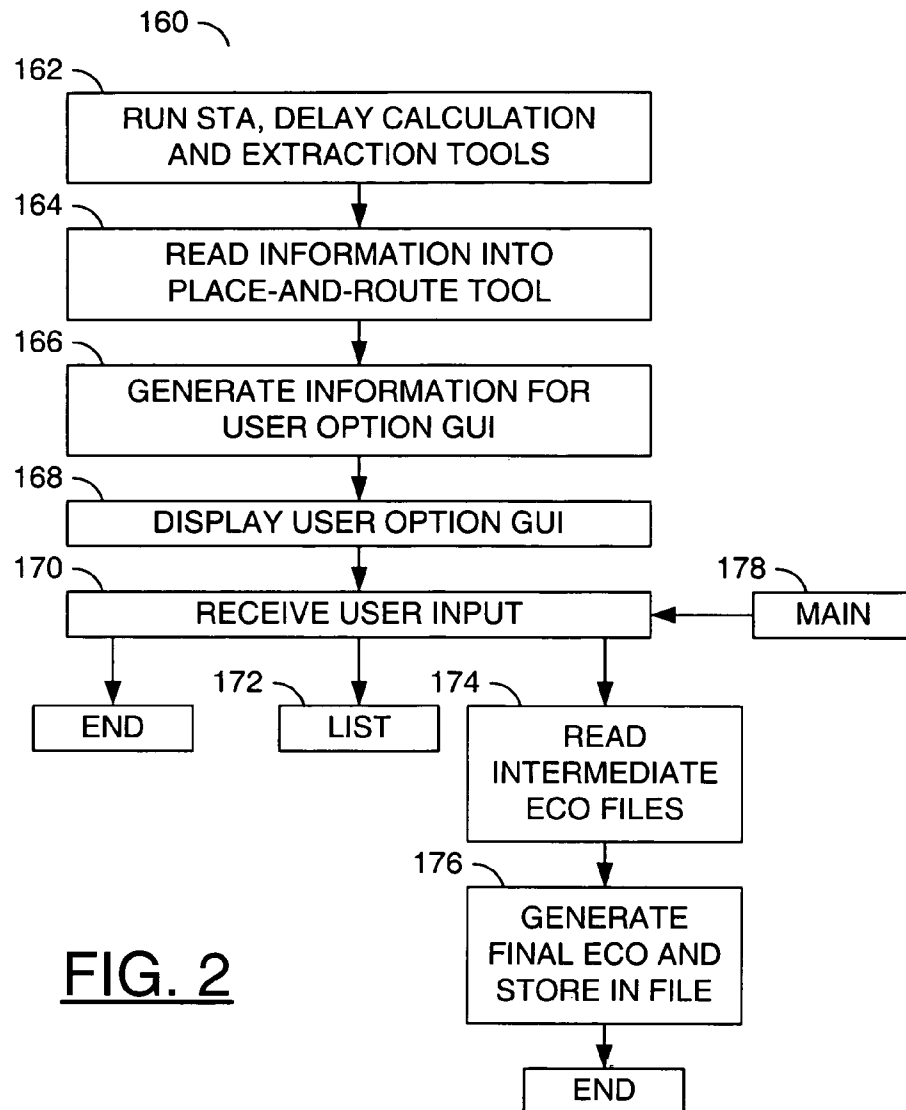 160
162
RUN STA, DELAY CALCULATION
AND EXTRACTION TOOLS
164
READ INFORMATION INTO
PLACE-AND-ROUTE TOOL
166
GENERATE INFORMATION FOR
USER OPTION GUI
168
DISPLAY USER OPTION GUI
170
RECEIVE USER INPUT
178
MAIN
END
172
LIST
174
READ
INTERMEDIATE
ECO FILES
176
GENERATE
FINAL ECO AND
STORE IN FILE
END
FIG. 2